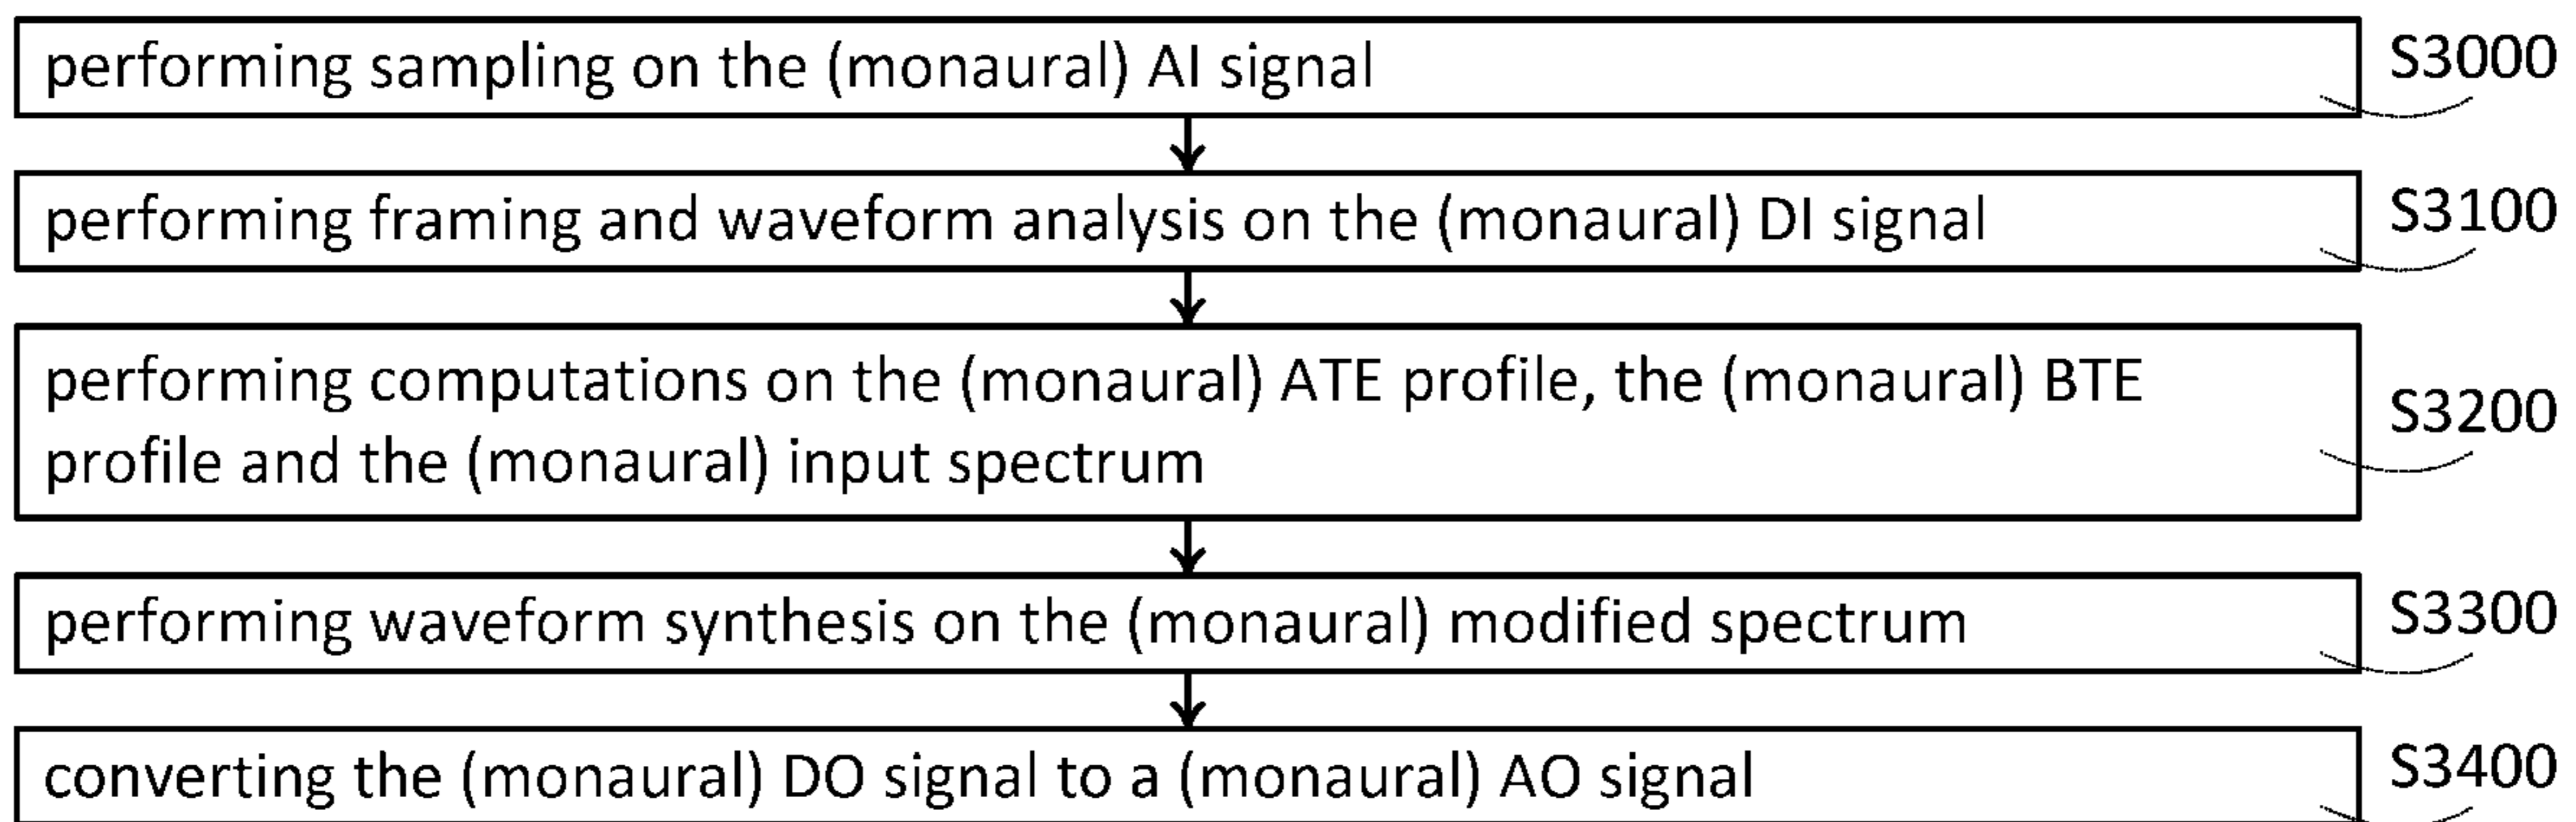 performing sampling on the (monaural) AI signal
S3000
performing framing and waveform analysis on the (monaural) DI signal
S3100
performing computations on the (monaural) ATE profile, the (monaural) BTE
profile and the (monaural) input spectrum
S3200
performing waveform synthesis on the (monaural) modified spectrum
S3300
converting the (monaural) DO signal to a (monaural) AO signal
S3400